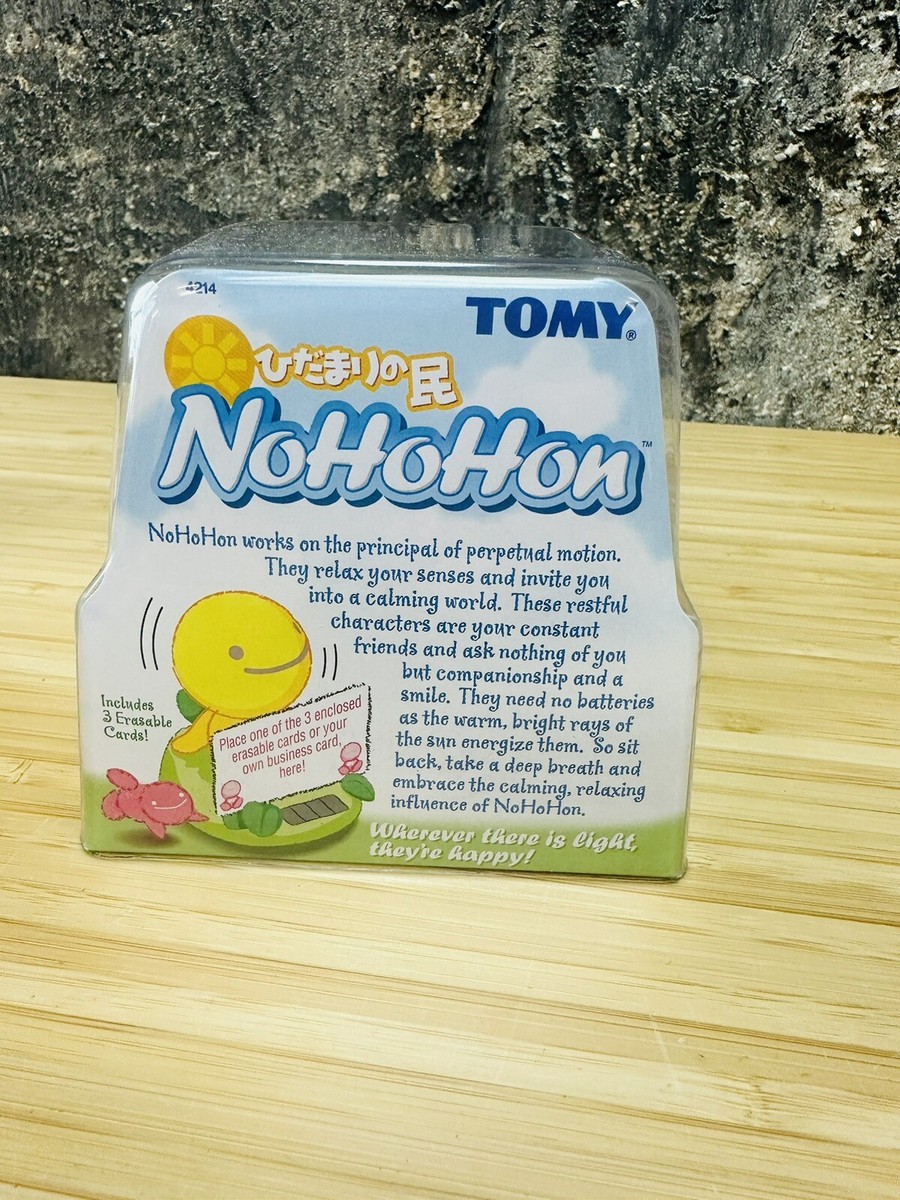 4214
TOMY®
ひだまりの民
NoHoHon™
NoHoHon works on the principal of perpetual motion.
They relax your senses and invite you
into a calming world. These restful
characters are your constant
friends and ask nothing of you
but companionship and a
smile. They need no batteries
as the warm, bright rays of
the sun energize them. So sit
back, take a deep breath and
embrace the calming, relaxing
influence of NoHoHon.
Includes
3 Erasable
Cards!
Place one of the 3 enclosed
erasable cards or your
own business card,
here!
Wherever there is light,
they're happy!